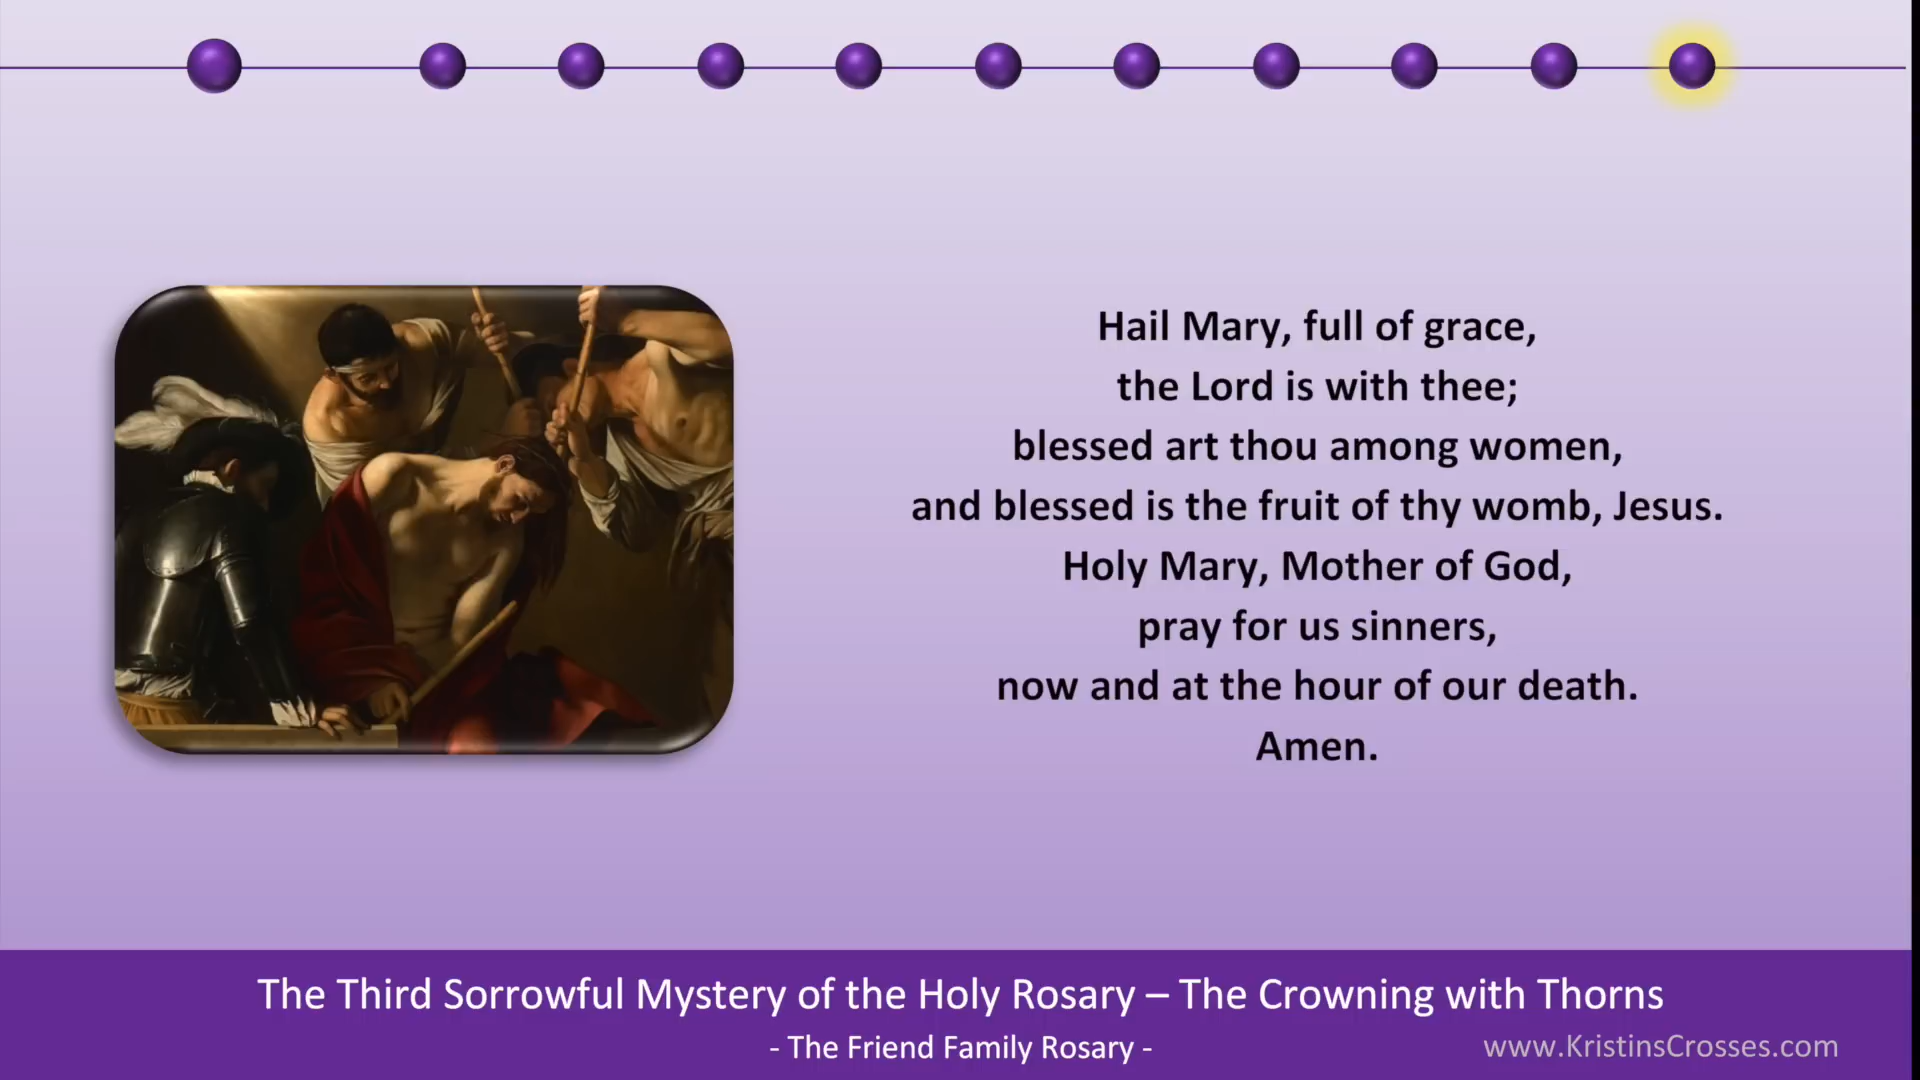 Hail Mary, full of grace,
the Lord is with thee;
blessed art thou among women,
and blessed is the fruit of thy womb, Jesus.
Holy Mary, Mother of God,
pray for us sinners,
now and at the hour of our death.
Amen.
The Third Sorrowful Mystery of the Holy Rosary – The Crowning with Thorns
- The Friend Family Rosary -
www.KristinsCrosses.com